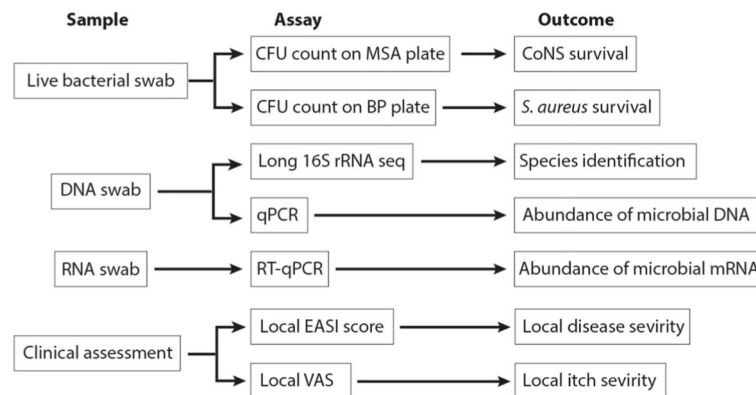 Sample Assay Outcome
Live bacterial swab
CFU count on MSA plate CoNS survival
CFU count on BP plate S. aureus survival
DNA swab
Long 16S rRNA seq Species identification
qPCR Abundance of microbial DNA
RNA swab RT-qPCR Abundance of microbial mRNA
Clinical assessment
Local EASI score Local disease sevirity
Local VAS Local itch sevirity